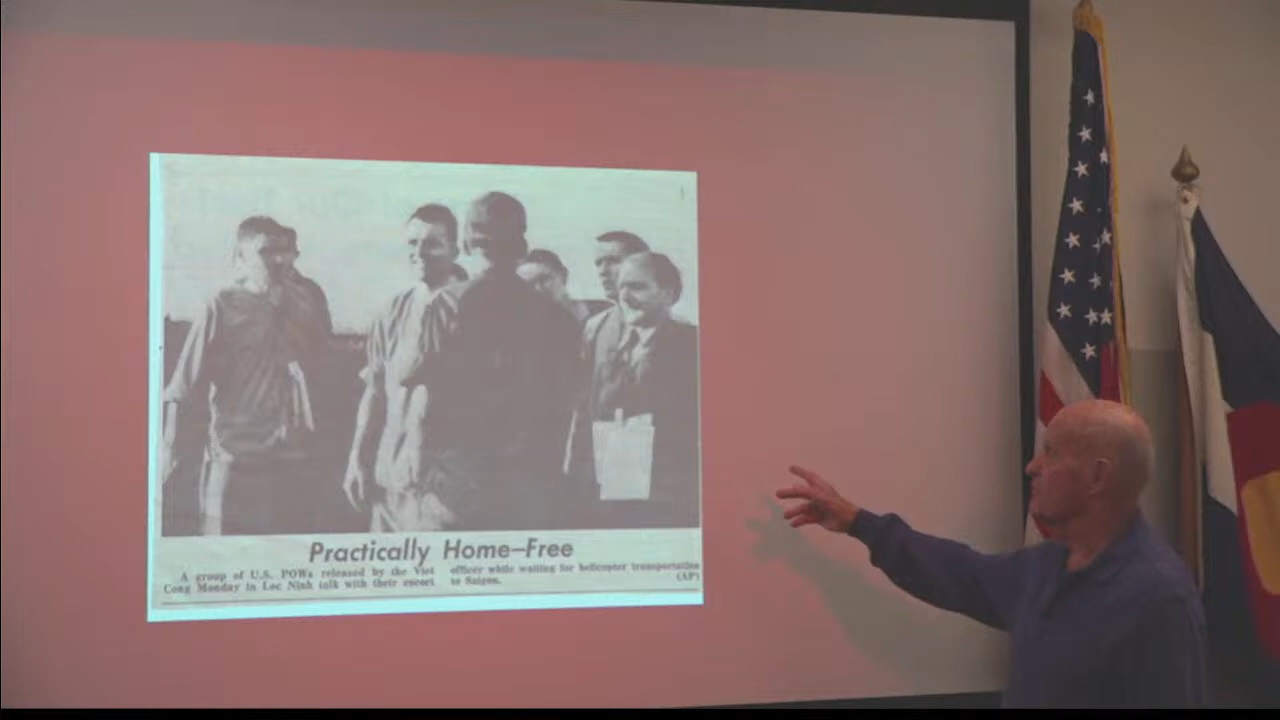 Practically Home-Free
A group of U.S. POWs released by the Viet
Cong Monday in Loc Ninh talk with their escort
officer while waiting for helicopter transportation
to Saigon. (AP)